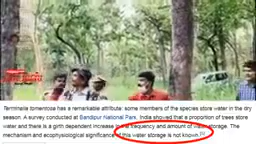 Terminalia tomentosa has a remarkable attribute: some members of the species store water in the dry
season. A survey conducted at Bandipur National Park, India showed that a proportion of trees store
water and there is a girth dependent increase in the frequency and amount of water storage. The
mechanism and ecophysiological significance of this water storage is not known.